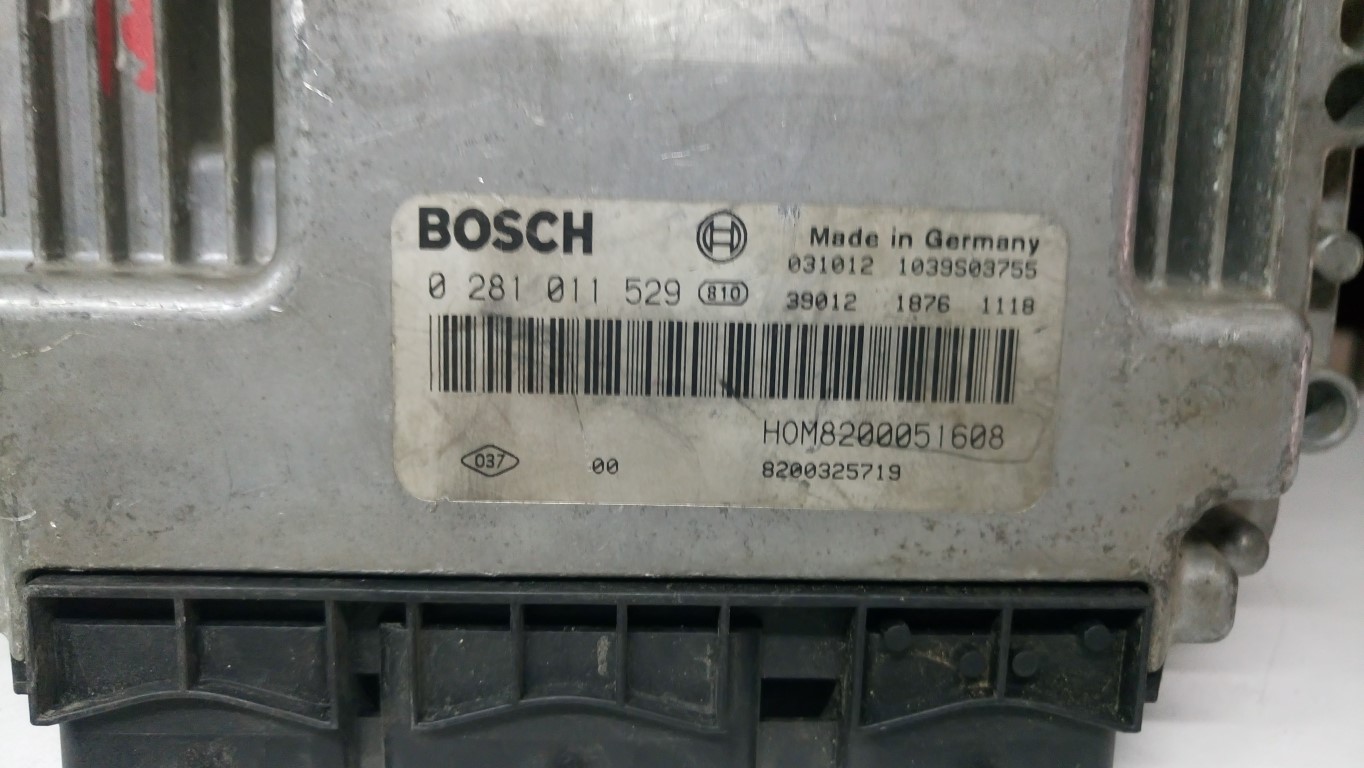 BOSCH
Made in Germany
031012 1039S03755
0 281 011 529 810
39012 1876 1118
HOM8200051608
037 00 8200325719